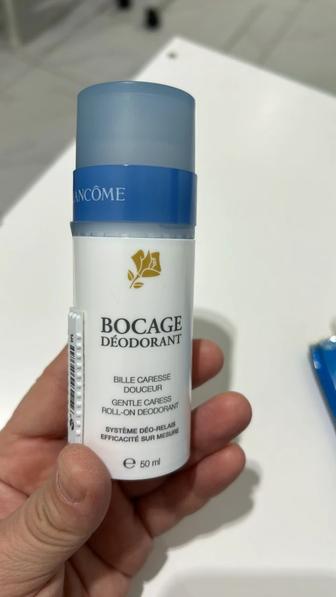 LANCÔME
BOCAGE
DÉODORANT
BILLE CARESSE
DOUCEUR
GENTLE CARESS
ROLL-ON DEODORANT
SYSTÈME DÉO-RELAIS
EFFICACITÉ SUR MESURE
℮ 50 ml